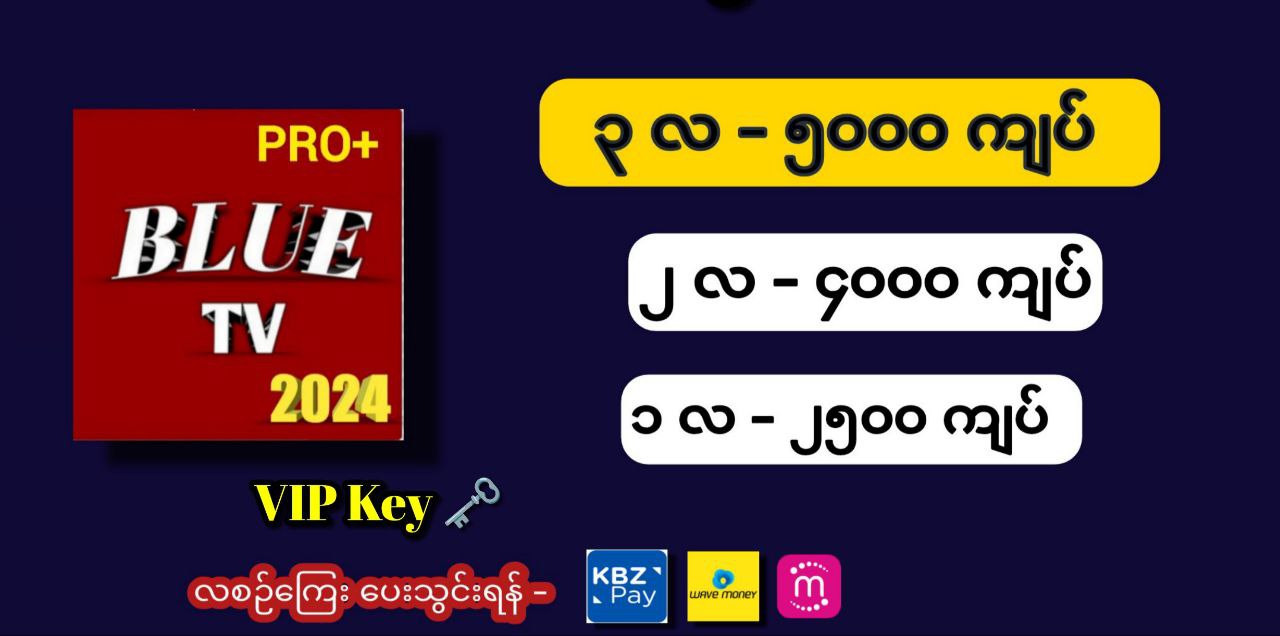 PRO+
BLUE
TV
2024
၃ လ - ၅၀၀၀ ကျပ်
၂ လ - ၄၀၀၀ ကျပ်
၁ လ - ၂၅၀၀ ကျပ်
VIP Key
လစဉ်ကြေး ပေးသွင်းရန် -
KBZ
Pay
WAVE MONEY
m